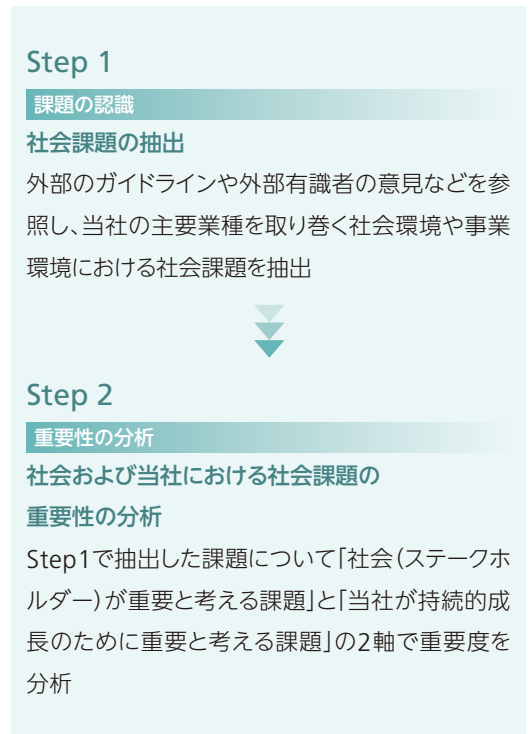 Step 1
課題の認識
社会課題の抽出
外部のガイドラインや外部有識者の意見などを参
照し、当社の主要業種を取り巻く社会環境や事業
環境における社会課題を抽出
Step 2
重要性の分析
社会および当社における社会課題の
重要性の分析
Step1で抽出した課題について「社会（ステークホ
ルダー）が重要と考える課題」と「当社が持続的成
長のために重要と考える課題」の2軸で重要度を
分析